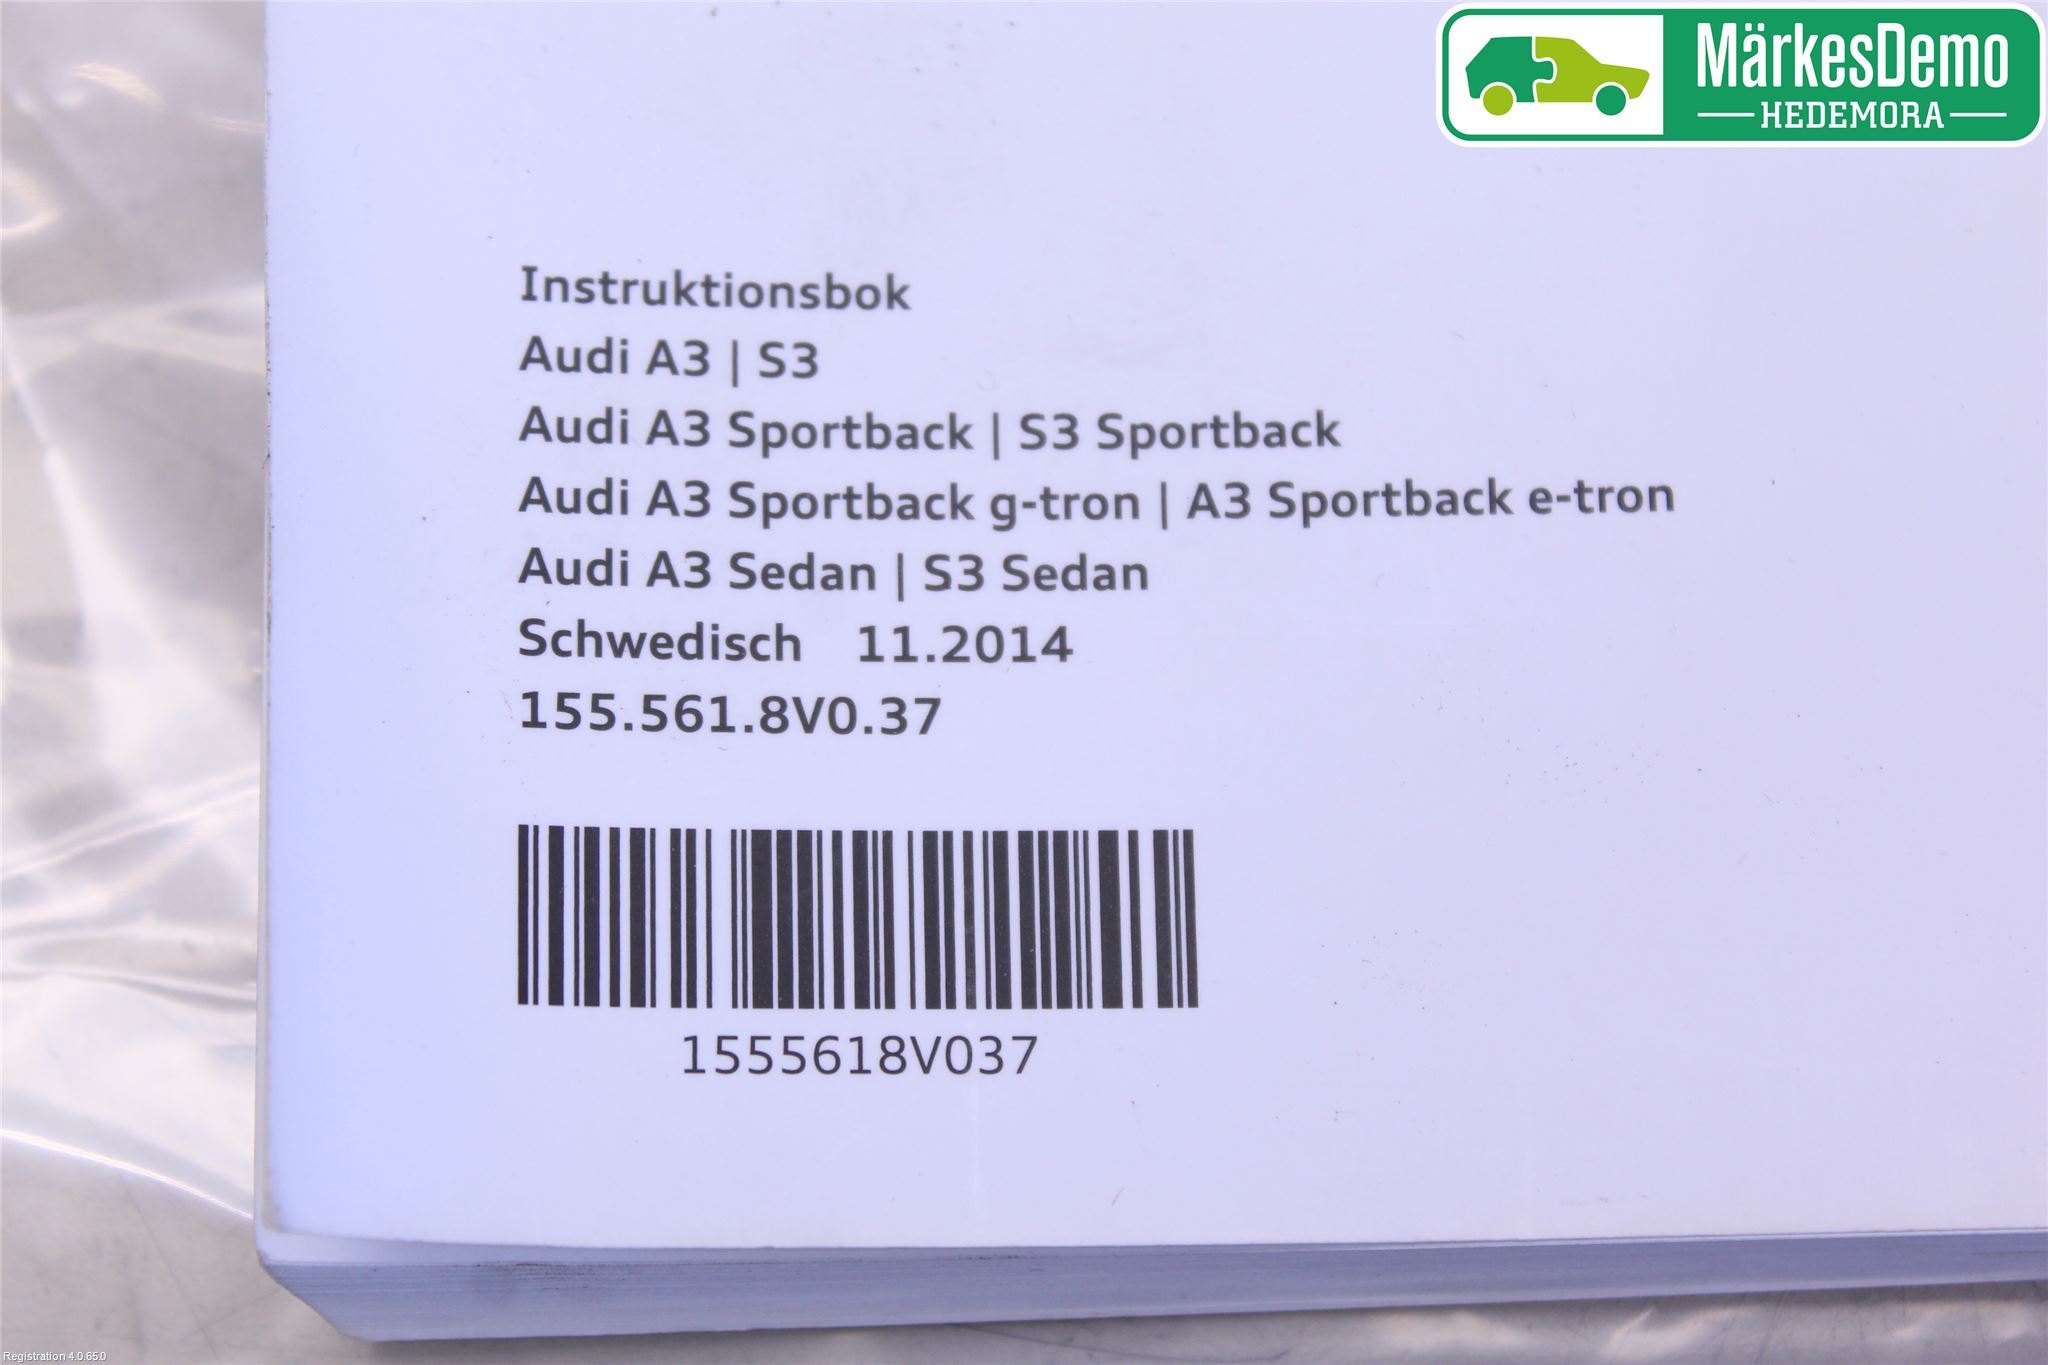 MärkesDemo
HEDEMORA
Instruktionsbok
Audi A3 | S3
Audi A3 Sportback | S3 Sportback
Audi A3 Sportback g-tron | A3 Sportback e-tron
Audi A3 Sedan | S3 Sedan
Schwedisch 11.2014
155.561.8V0.37
1555618V037
Registration 4.0.65.0